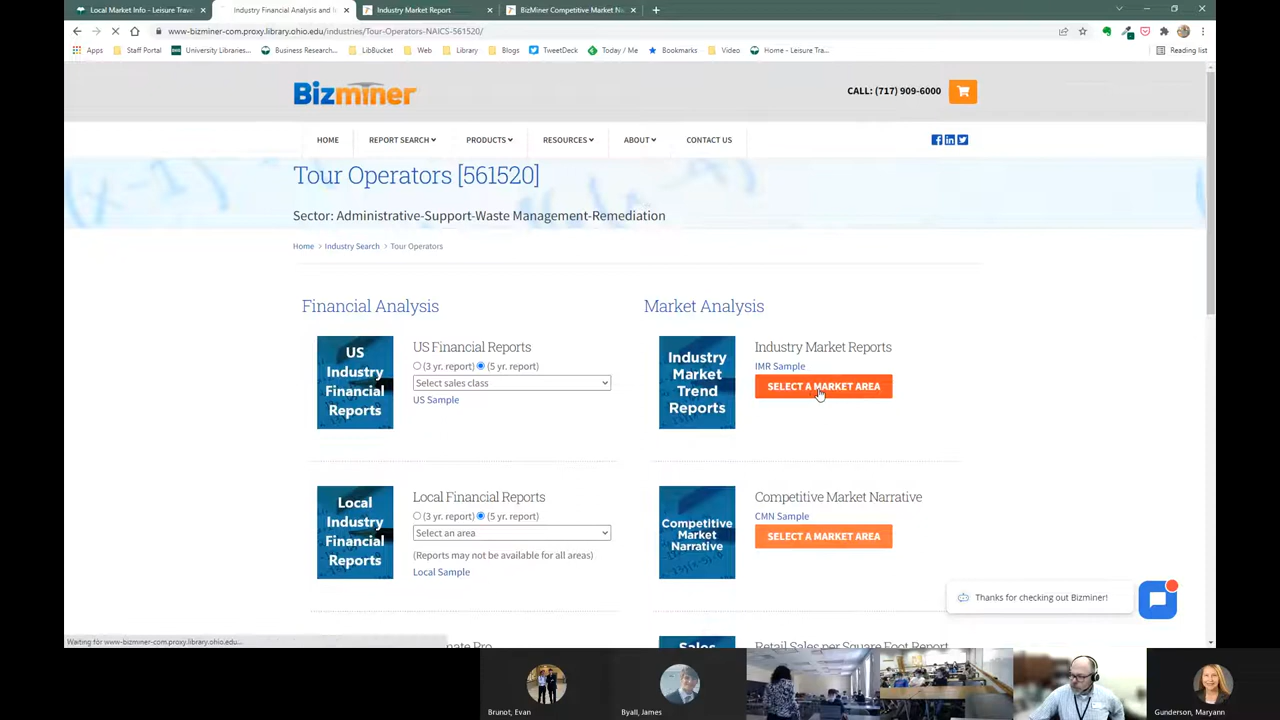 Local Market Info - Leisure Trave
Industry Financial Analysis and I
Industry Market Report
BizMiner Competitive Market Na
www-bizminer-com.proxy.library.ohio.edu/industries/Tour-Operators-NAICS-561520/
Apps
Staff Portal
University Libraries...
Business Research...
LibBucket
Web
Library
Blogs
TweetDeck
Today / Me
Bookmarks
Video
Home - Leisure Tra...
Reading list
Bizminer
CALL: (717) 909-6000
HOME
REPORT SEARCH
PRODUCTS
RESOURCES
ABOUT
CONTACT US
Tour Operators [561520]
Sector: Administrative-Support-Waste Management-Remediation
Home > Industry Search > Tour Operators
Financial Analysis
US Industry Financial Reports
US Financial Reports
(3 yr. report) (5 yr. report)
Select sales class
US Sample
Local Industry Financial Reports
Local Financial Reports
(3 yr. report) (5 yr. report)
Select an area
(Reports may not be available for all areas)
Local Sample
Market Analysis
Industry Market Trend Reports
Industry Market Reports
IMR Sample
SELECT A MARKET AREA
Competitive Market Narrative
Competitive Market Narrative
CMN Sample
SELECT A MARKET AREA
Thanks for checking out Bizminer!
Sales
Retail Sales per Square Foot Report
Waiting for www-bizminer-com.proxy.library.ohio.edu...
Brunot, Evan
Byall, James
Gunderson, Maryann